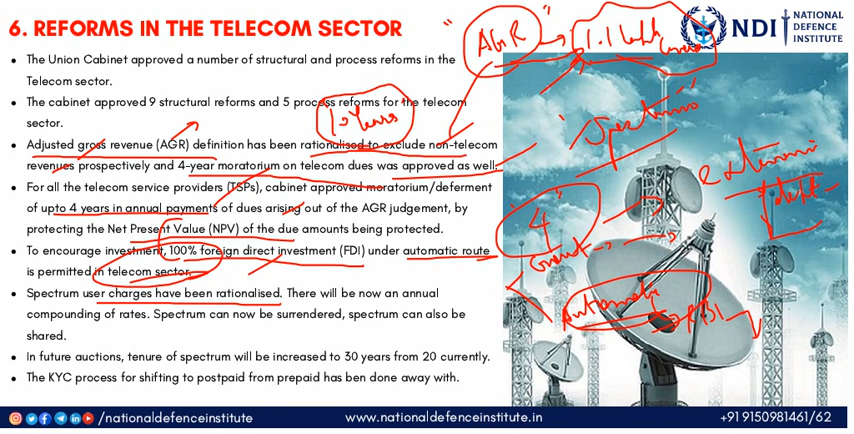 6. REFORMS IN THE TELECOM SECTOR
NDI
NATIONAL
DEFENCE
INSTITUTE
" AGR "
1.1 lakh
• The Union Cabinet approved a number of structural and process reforms in the
Telecom sector.
• The cabinet approved 9 structural reforms and 5 process reforms for the telecom
sector.
10 years
" Spectrum "
• Adjusted gross revenue (AGR) definition has been rationalised to exclude non-telecom
revenues prospectively and 4-year moratorium on telecom dues was approved as well.
• For all the telecom service providers (TSPs), cabinet approved moratorium/deferment
of upto 4 years in annual payments of dues arising out of the AGR judgement, by
protecting the Net Present Value (NPV) of the due amounts being protected.
" 4 "
• To encourage investment, 100% foreign direct investment (FDI) under automatic route
is permitted in telecom sector.
Automatic
FDI
• Spectrum user charges have been rationalised. There will be now an annual
compounding of rates. Spectrum can now be surrendered, spectrum can also be
shared.
• In future auctions, tenure of spectrum will be increased to 30 years from 20 currently.
• The KYC process for shifting to postpaid from prepaid has ben done away with.
/nationaldefenceinstitute
www.nationaldefenceinstitute.in
+91 9150981461/62